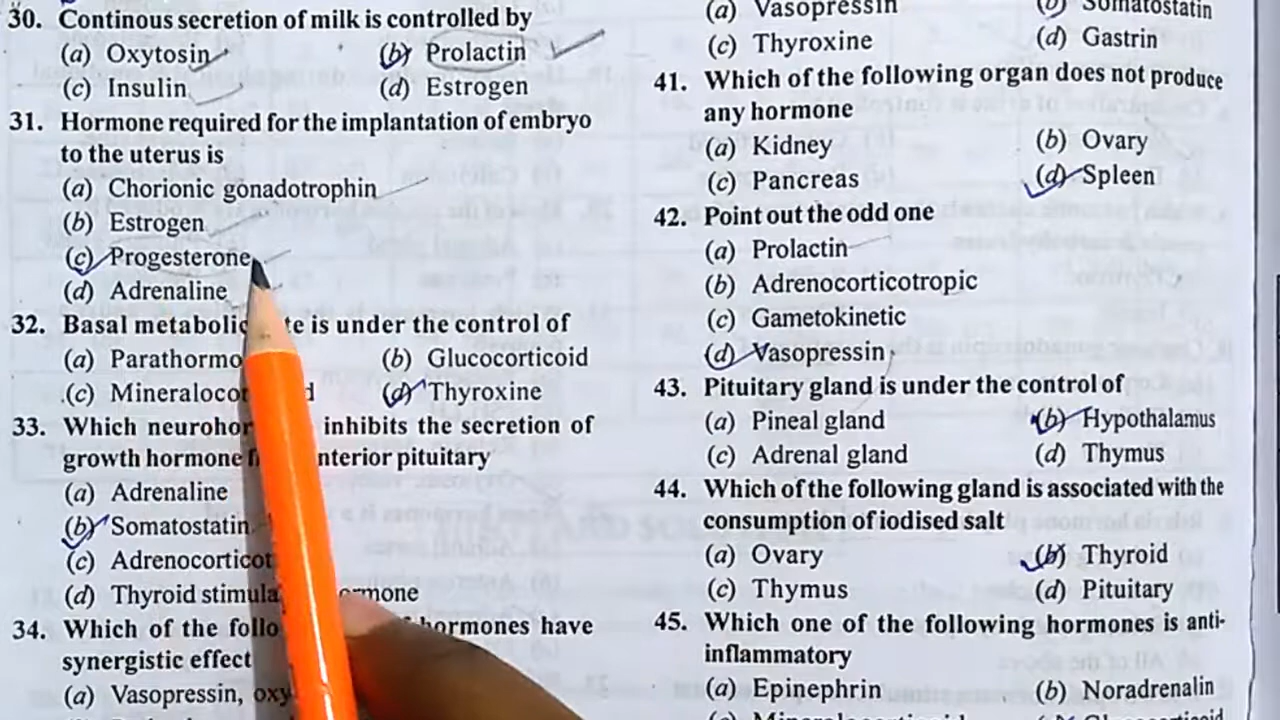 30. Continous secretion of milk is controlled by
(a) Oxytosin (b) Prolactin
(c) Insulin (d) Estrogen
31. Hormone required for the implantation of embryo
to the uterus is
(a) Chorionic gonadotrophin
(b) Estrogen
(c) Progesterone
(d) Adrenaline
32. Basal metabolic te is under the control of
(a) Parathormo (b) Glucocorticoid
(c) Mineraloco d (d) Thyroxine
33. Which neurohor inhibits the secretion of
growth hormone nterior pituitary
(a) Adrenaline
(b) Somatostatin
(c) Adrenocorticot
(d) Thyroid stimula ormone
34. Which of the follo hormones have
synergistic effect
(a) Vasopressin, oxy
(a) Vasopressin (b) Somatostatin
(c) Thyroxine (d) Gastrin
41. Which of the following organ does not produce
any hormone
(a) Kidney (b) Ovary
(c) Pancreas (d) Spleen
42. Point out the odd one
(a) Prolactin
(b) Adrenocorticotropic
(c) Gametokinetic
(d) Vasopressin
43. Pituitary gland is under the control of
(a) Pineal gland (b) Hypothalamus
(c) Adrenal gland (d) Thymus
44. Which of the following gland is associated with the
consumption of iodised salt
(a) Ovary (b) Thyroid
(c) Thymus (d) Pituitary
45. Which one of the following hormones is anti-
inflammatory
(a) Epinephrin (b) Noradrenalin